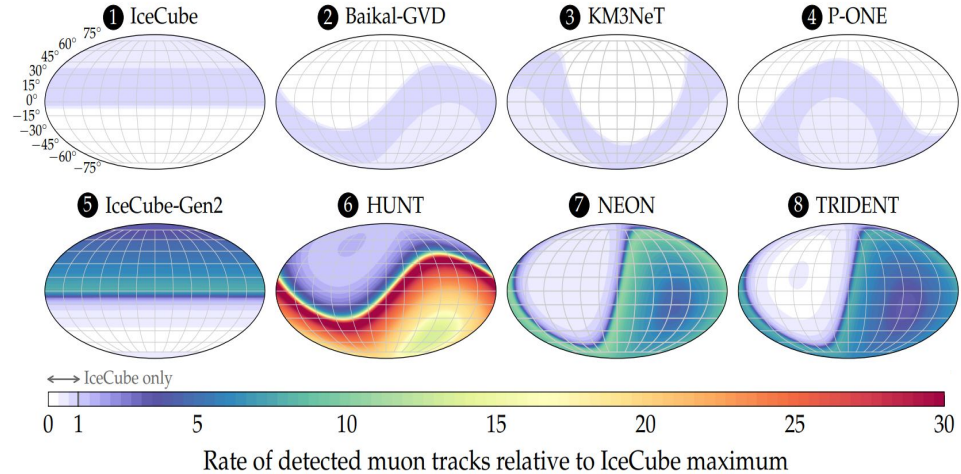 1 IceCube
2 Baikal-GVD
3 KM3NeT
4 P-ONE
75°
60°
45°
30°
15°
0°
−15°
−30°
−45°
−60°
−75°
5 IceCube-Gen2
6 HUNT
7 NEON
8 TRIDENT
IceCube only
0 1 5 10 15 20 25 30
Rate of detected muon tracks relative to IceCube maximum